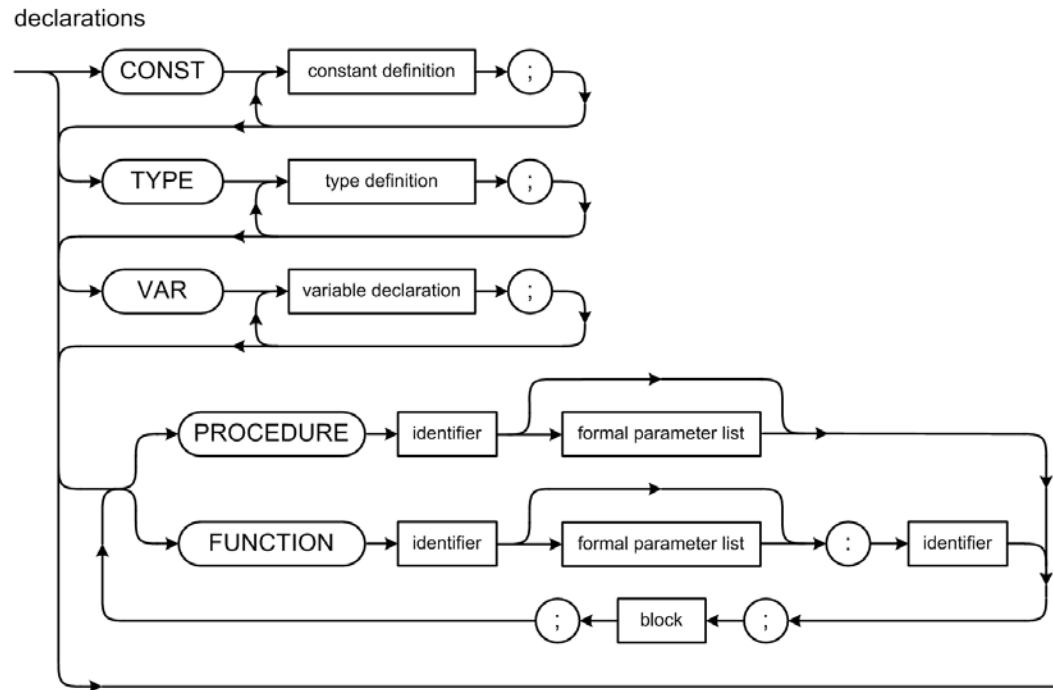 declarations
CONST constant definition ;
TYPE type definition ;
VAR variable declaration ;
PROCEDURE identifier formal parameter list
FUNCTION identifier formal parameter list : identifier
; block ;